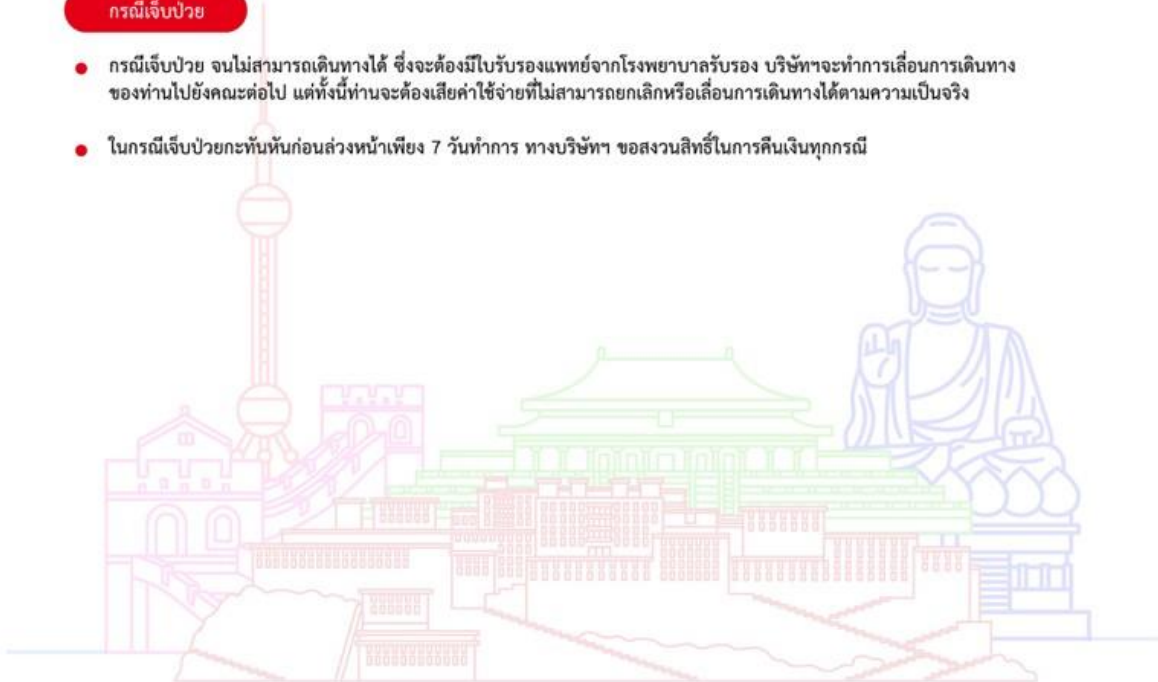 กรณีเจ็บป่วย
● กรณีเจ็บป่วย จนไม่สามารถเดินทางได้ ซึ่งจะต้องมีใบรับรองแพทย์จากโรงพยาบาลรับรอง บริษัทฯจะทำการเลื่อนการเดินทาง
ของท่านไปยังคณะต่อไป แต่ทั้งนี้ท่านจะต้องเสียค่าใช้จ่ายที่ไม่สามารถยกเลิกหรือเลื่อนการเดินทางได้ตามความเป็นจริง
● ในกรณีเจ็บป่วยกะทันหันก่อนล่วงหน้าเพียง 7 วันทำการ ทางบริษัทฯ ขอสงวนสิทธิ์ในการคืนเงินทุกกรณี